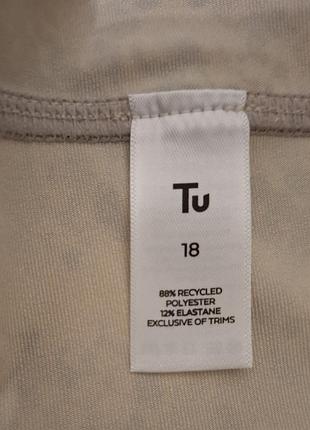 Tu
18
88% RECYCLED
POLYESTER
12% ELASTANE
EXCLUSIVE OF TRIMS